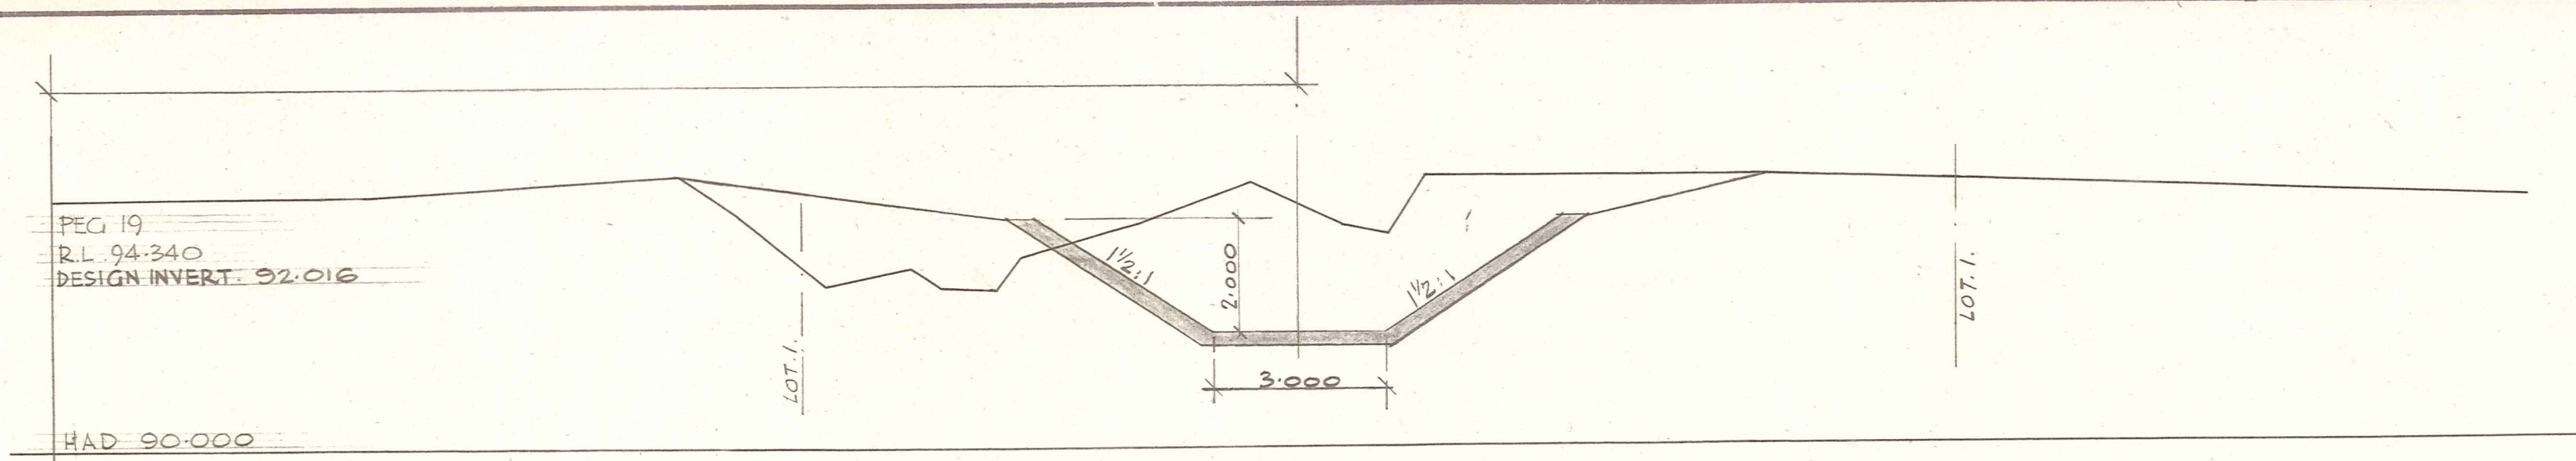 PEG 19
R.L. 94.340
DESIGN INVERT. 92.016
1½:1
2.000
1½:1
LOT.1.
LOT.1.
3.000
HAD 90.000